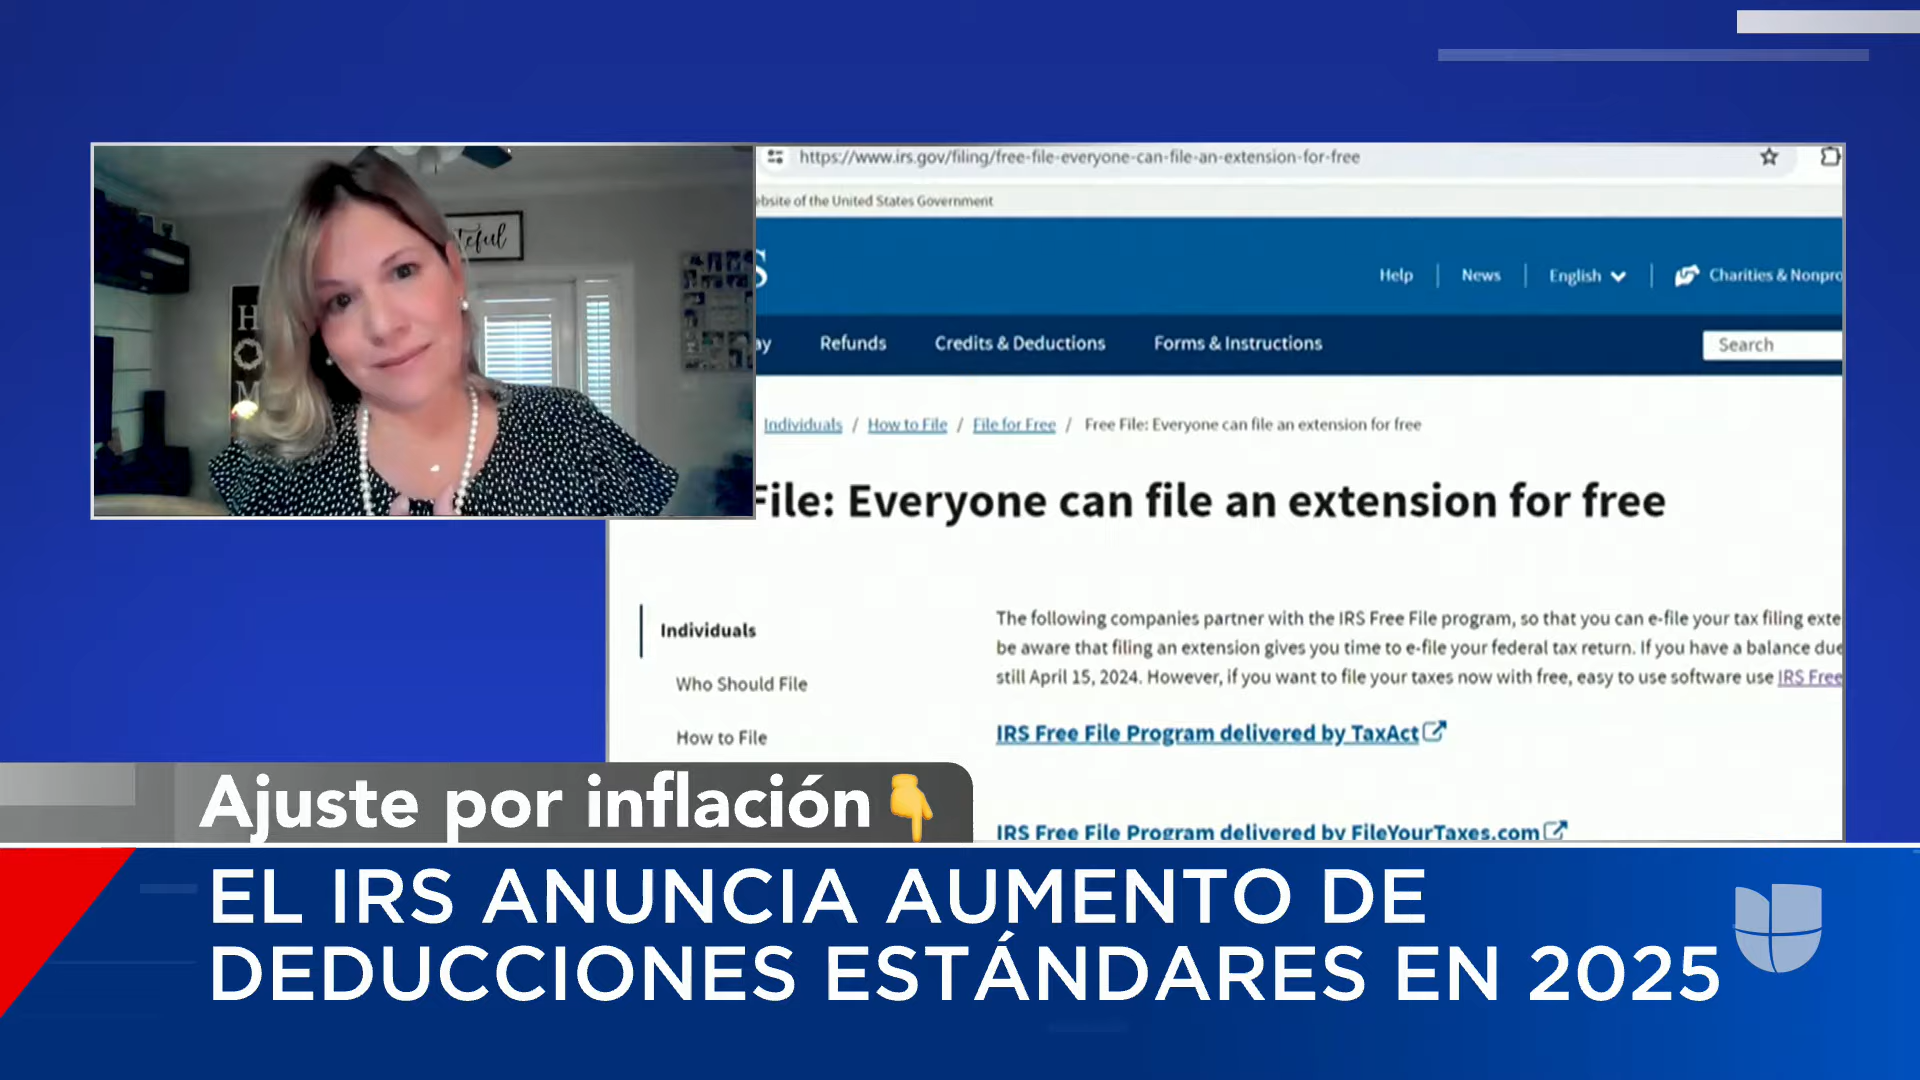 https://www.irs.gov/filing/free-file-everyone-can-file-an-extension-for-free
of the United States Government
Help
News
English
Charities &
Refunds
Credits & Deductions
Forms & Instructions
Search
Individuals / How to File / File for Free / Free File: Everyone can file an extension for free
File: Everyone can file an extension for free
Individuals
Who Should File
How to File
The following companies partner with the IRS Free File program, so that you can e-file your tax filing
be aware that filing an extension gives you time to e-file your federal tax return. If you have a balance due
still April 15, 2024. However, if you want to file your taxes now with free, easy to use software use IRS Free
IRS Free File Program delivered by TaxAct
IRS Free File Program delivered by FileYourTaxes.com
HOM
Ajuste por inflación👇
EL IRS ANUNCIA AUMENTO DE
DEDUCCIONES ESTÁNDARES EN 2025